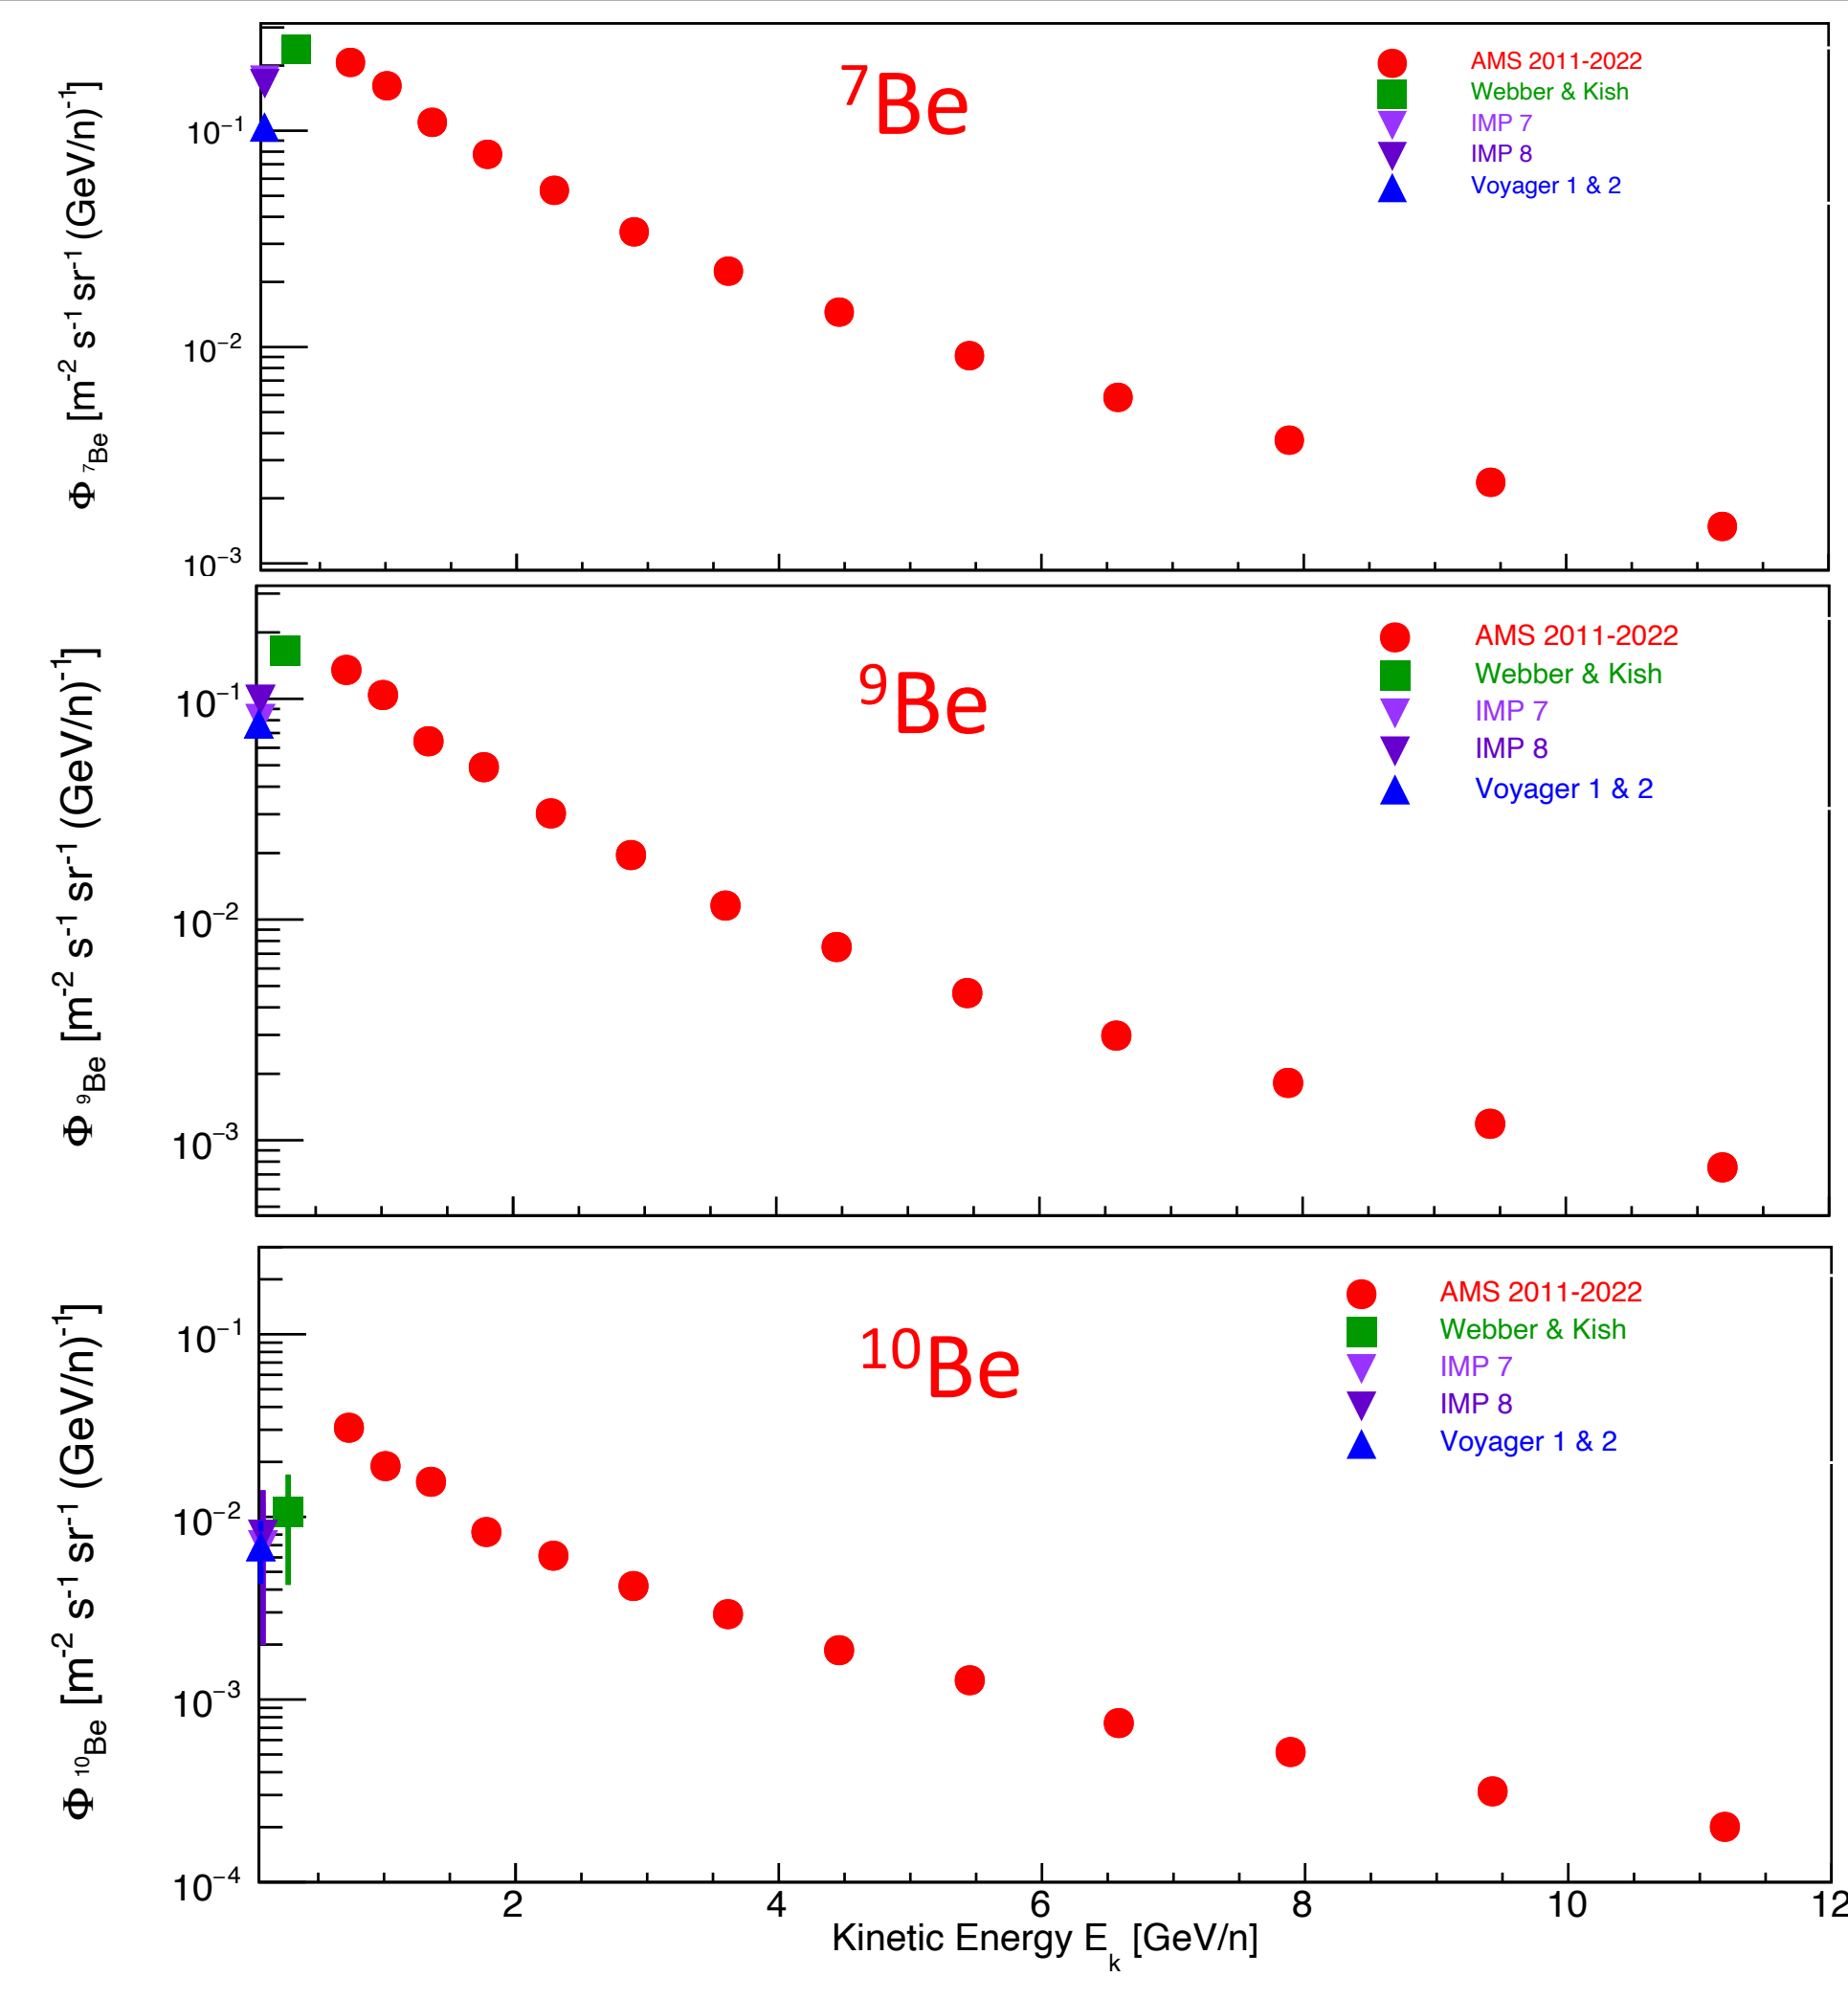 ⁷Be
AMS 2011-2022
Webber & Kish
IMP 7
IMP 8
Voyager 1 & 2
Φ ⁷Be [m⁻² s⁻¹ sr⁻¹ (GeV/n)⁻¹]
10⁻¹
10⁻²
10⁻³
⁹Be
AMS 2011-2022
Webber & Kish
IMP 7
IMP 8
Voyager 1 & 2
Φ ⁹Be [m⁻² s⁻¹ sr⁻¹ (GeV/n)⁻¹]
10⁻¹
10⁻²
10⁻³
¹⁰Be
AMS 2011-2022
Webber & Kish
IMP 7
IMP 8
Voyager 1 & 2
Φ ¹⁰Be [m⁻² s⁻¹ sr⁻¹ (GeV/n)⁻¹]
10⁻¹
10⁻²
10⁻³
10⁻⁴
2 4 6 8 10 12
Kinetic Energy Eₖ [GeV/n]